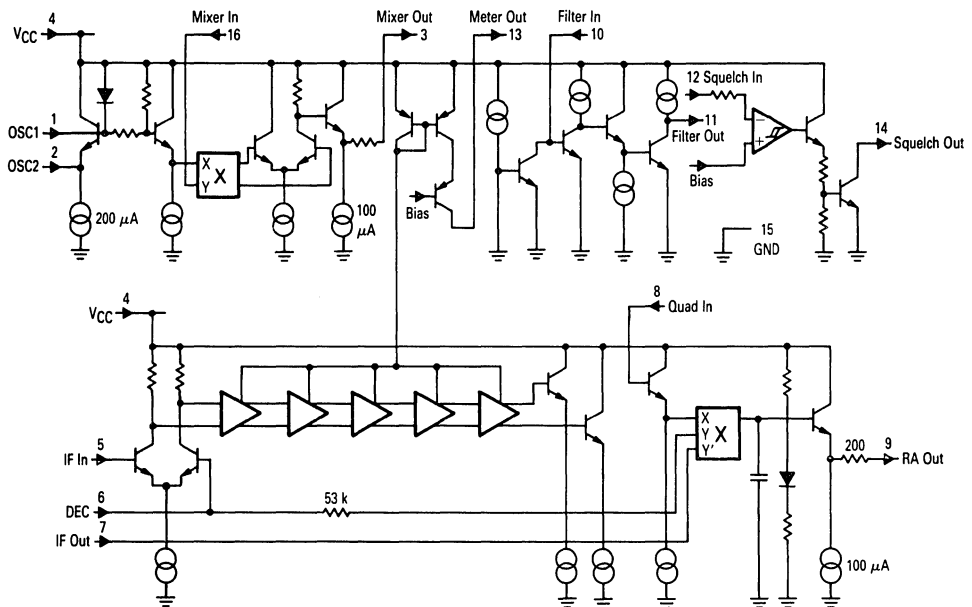 4
VCC
Mixer In
16
Mixer Out
3
Meter Out
13
Filter In
10
12 Squelch In
11
Filter Out
14
Squelch Out
1
OSC1
2
OSC2
X
Y
X
200 μA
100
μA
Bias
Bias
15
GND
4
VCC
8
Quad In
X
Y
Y'
X
5
IF In
6
DEC
7
IF Out
53 k
200
9
RA Out
100 μA
−
+